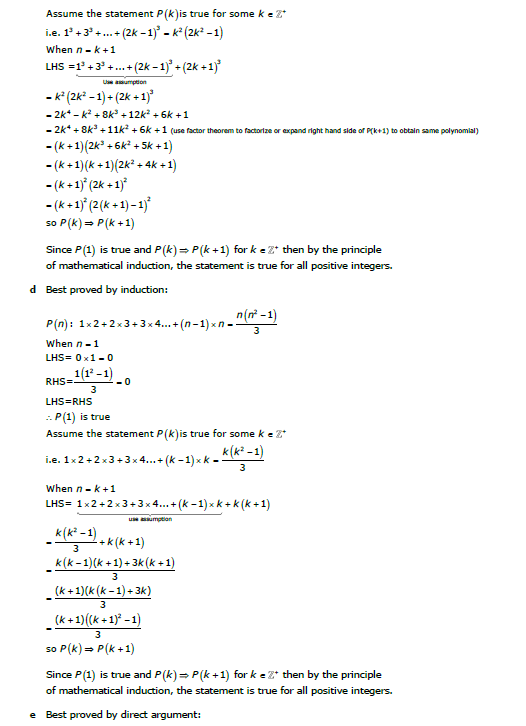 Assume the statement P(k) is true for some k ∈ ℤ⁺
i.e. 1³ + 3³ + ... + (2k – 1)³ = k²(2k² – 1)
When n = k + 1
LHS = 1³ + 3³ + ... + (2k – 1)³ + (2k + 1)³
Use assumption
= k²(2k² – 1) + (2k + 1)³
= 2k⁴ – k² + 8k³ + 12k² + 6k + 1
= 2k⁴ + 8k³ + 11k² + 6k + 1 (use factor theorem to factorize or expand right hand side of P(k+1) to obtain same polynomial)
= (k + 1)(2k³ + 6k² + 5k + 1)
= (k + 1)(k + 1)(2k² + 4k + 1)
= (k + 1)²(2k + 1)²
= (k + 1)²(2(k + 1) – 1)²
so P(k) ⇒ P(k + 1)
Since P(1) is true and P(k) ⇒ P(k + 1) for k ∈ ℤ⁺ then by the principle
of mathematical induction, the statement is true for all positive integers.
d Best proved by induction:
P(n): 1×2 + 2×3 + 3×4... + (n – 1)×n = n(n² – 1)/3
When n = 1
LHS= 0×1 = 0
RHS= 1(1² – 1)/3 = 0
LHS=RHS
∴ P(1) is true
Assume the statement P(k) is true for some k ∈ ℤ⁺
i.e. 1×2 + 2×3 + 3×4... + (k – 1)×k = k(k² – 1)/3
When n = k + 1
LHS= 1×2 + 2×3 + 3×4... + (k – 1)×k + k(k + 1)
use assumption
= k(k² – 1)/3 + k(k + 1)
= k(k – 1)(k + 1) + 3k(k + 1)/3
= (k + 1)(k(k – 1) + 3k)/3
= (k + 1)((k + 1)² – 1)/3
so P(k) ⇒ P(k + 1)
Since P(1) is true and P(k) ⇒ P(k + 1) for k ∈ ℤ⁺ then by the principle
of mathematical induction, the statement is true for all positive integers.
e Best proved by direct argument: